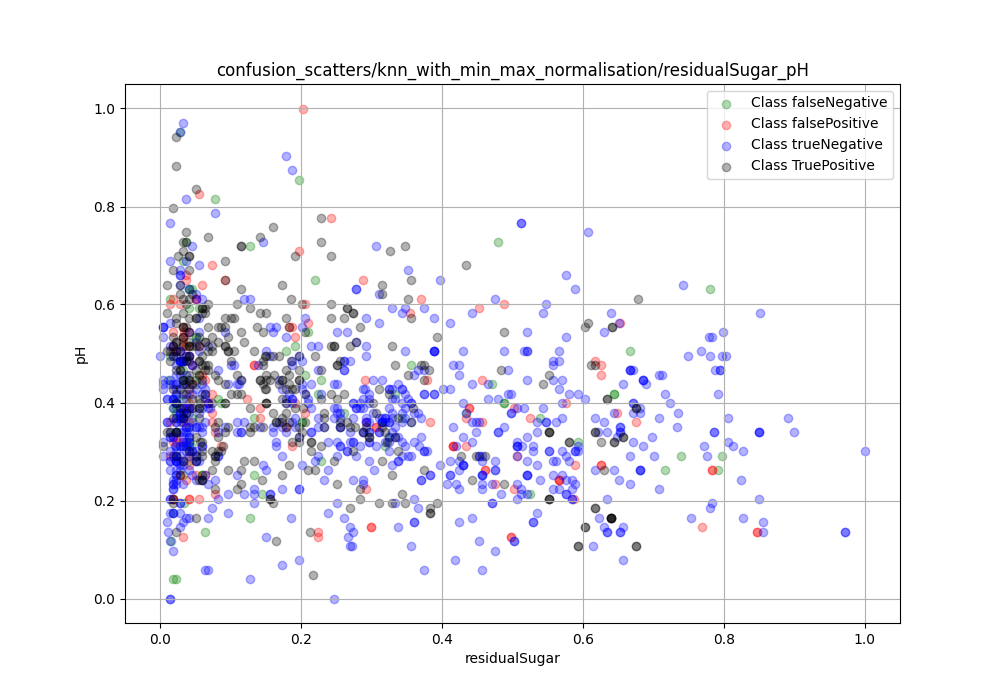 confusion_scatters/knn_with_min_max_normalisation/residualSugar_pH
Class falseNegative
Class falsePositive
Class trueNegative
Class TruePositive
1.0
0.8
0.6
0.4
0.2
0.0
pH
0.0 0.2 0.4 0.6 0.8 1.0
residualSugar